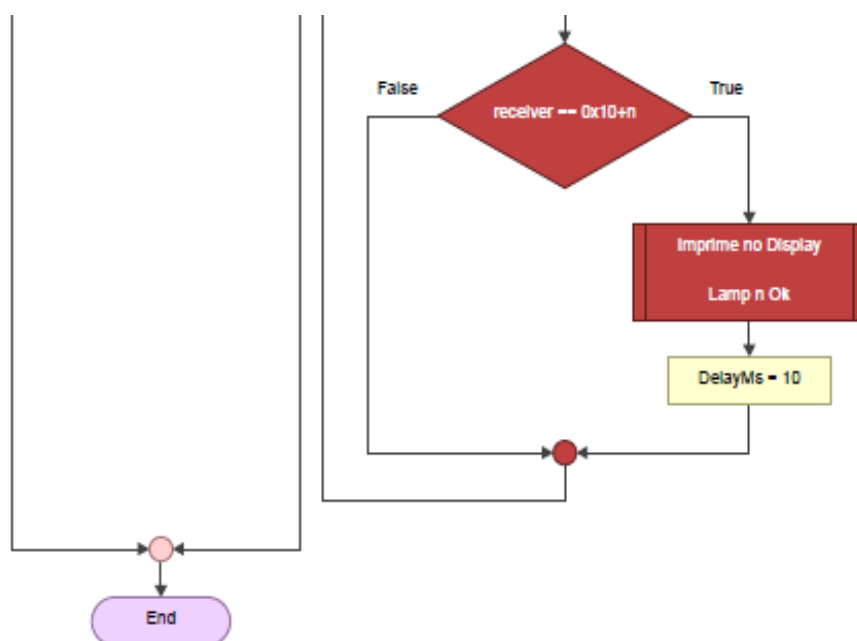 False
True
receiver == 0x10+n
Imprime no Display
Lamp n Ok
DelayMs = 10
End